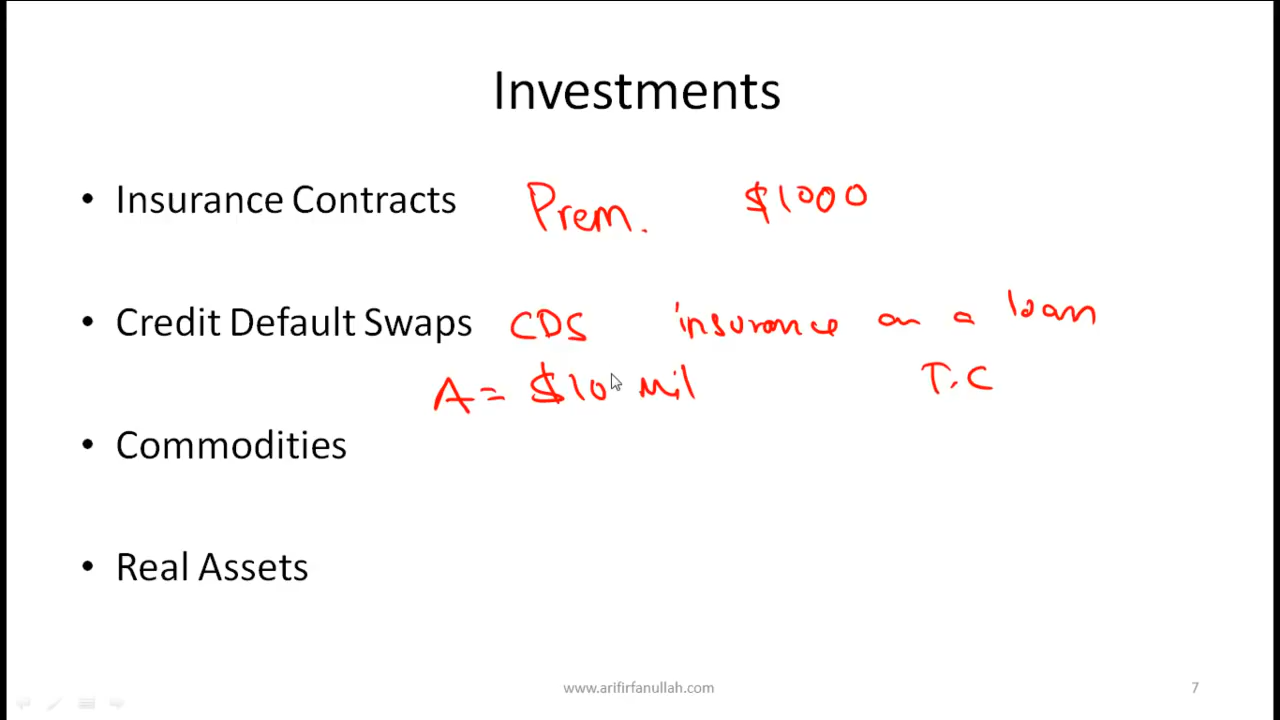 Investments
• Insurance Contracts Prem. $1000
• Credit Default Swaps CDS insurance on a loan
A = $10 mil T.C
• Commodities
• Real Assets
www.arifirfanullah.com 7